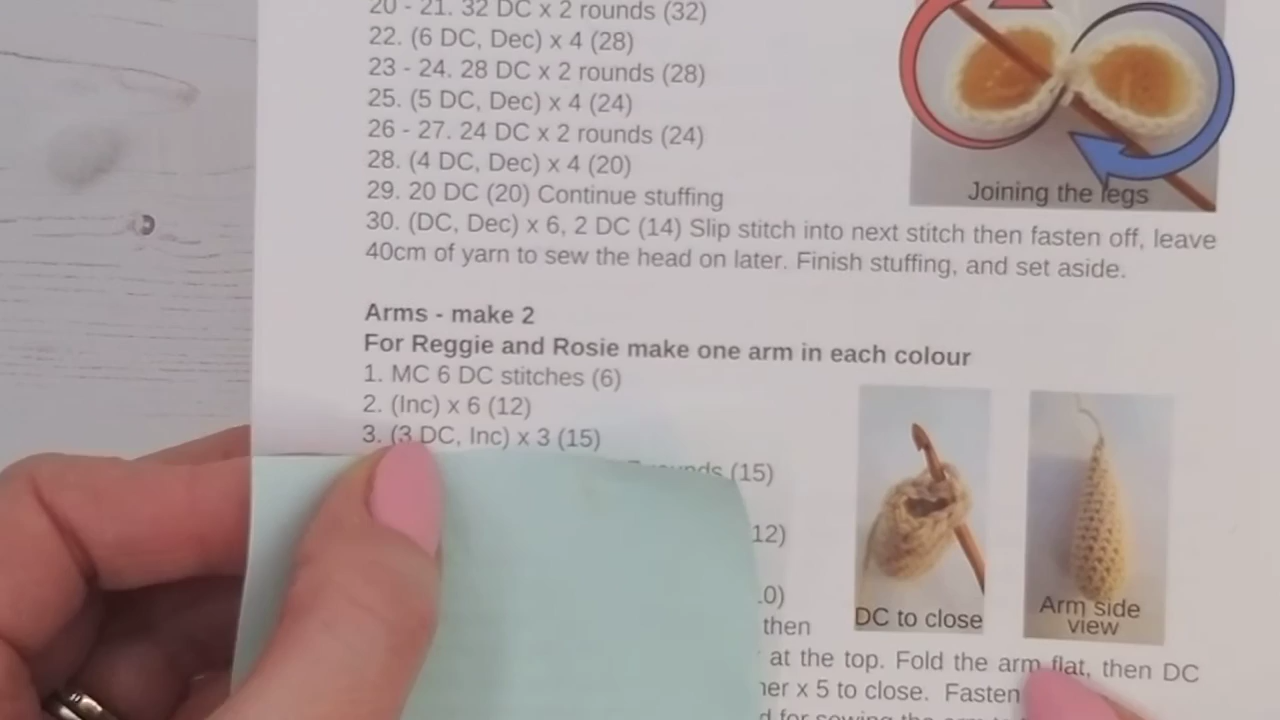 20 - 21. 32 DC x 2 rounds (32)
22. (6 DC, Dec) x 4 (28)
23 - 24. 28 DC x 2 rounds (28)
25. (5 DC, Dec) x 4 (24)
26 - 27. 24 DC x 2 rounds (24)
28. (4 DC, Dec) x 4 (20)
29. 20 DC (20) Continue stuffing
30. (DC, Dec) x 6, 2 DC (14) Slip stitch into next stitch then fasten off, leave
40cm of yarn to sew the head on later. Finish stuffing, and set aside.
Joining the legs
Arms - make 2
For Reggie and Rosie make one arm in each colour
1. MC 6 DC stitches (6)
2. (Inc) x 6 (12)
3. (3 DC, Inc) x 3 (15)
(15)
12)
0)
then
at the top. Fold the arm flat, then DC
x 5 to close. Fasten
for sewing the arm
DC to close
Arm side
view